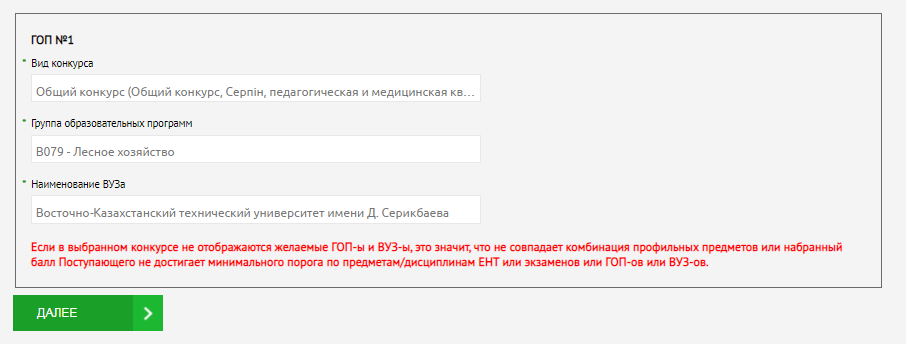 ГОП №1
* Вид конкурса
Общий конкурс (Общий конкурс, Серпiн, педагогическая и медицинская кв...
* Группа образовательных программ
B079 - Лесное хозяйство
* Наименование ВУЗа
Восточно-Казахстанский технический университет имени Д. Серикбаева
Если в выбранном конкурсе не отображаются желаемые ГОП-ы и ВУЗ-ы, это значит, что не совпадает комбинация профильных предметов или набранный
балл Поступающего не достигает минимального порога по предметам/дисциплинам ЕНТ или экзаменов или ГОП-ов или ВУЗ-ов.
ДАЛЕЕ